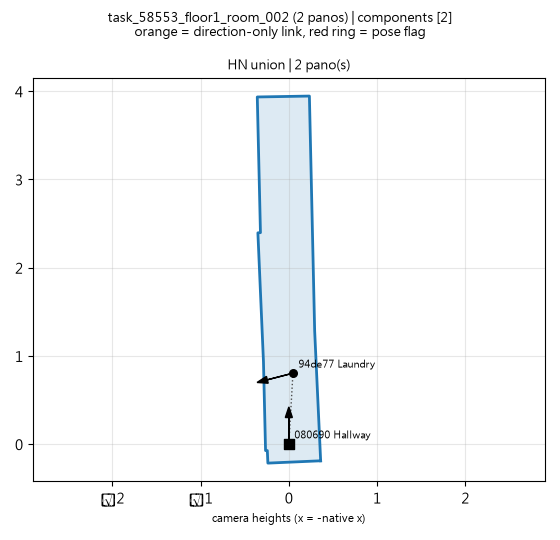 task_58553_floor1_room_002 (2 panos) | components [2]
orange = direction-only link, red ring = pose flag
HN union | 2 pano(s)
4
3
2
1
0
94de77 Laundry
080690 Hallway
2 1 0 1 2
camera heights (x = -native x)